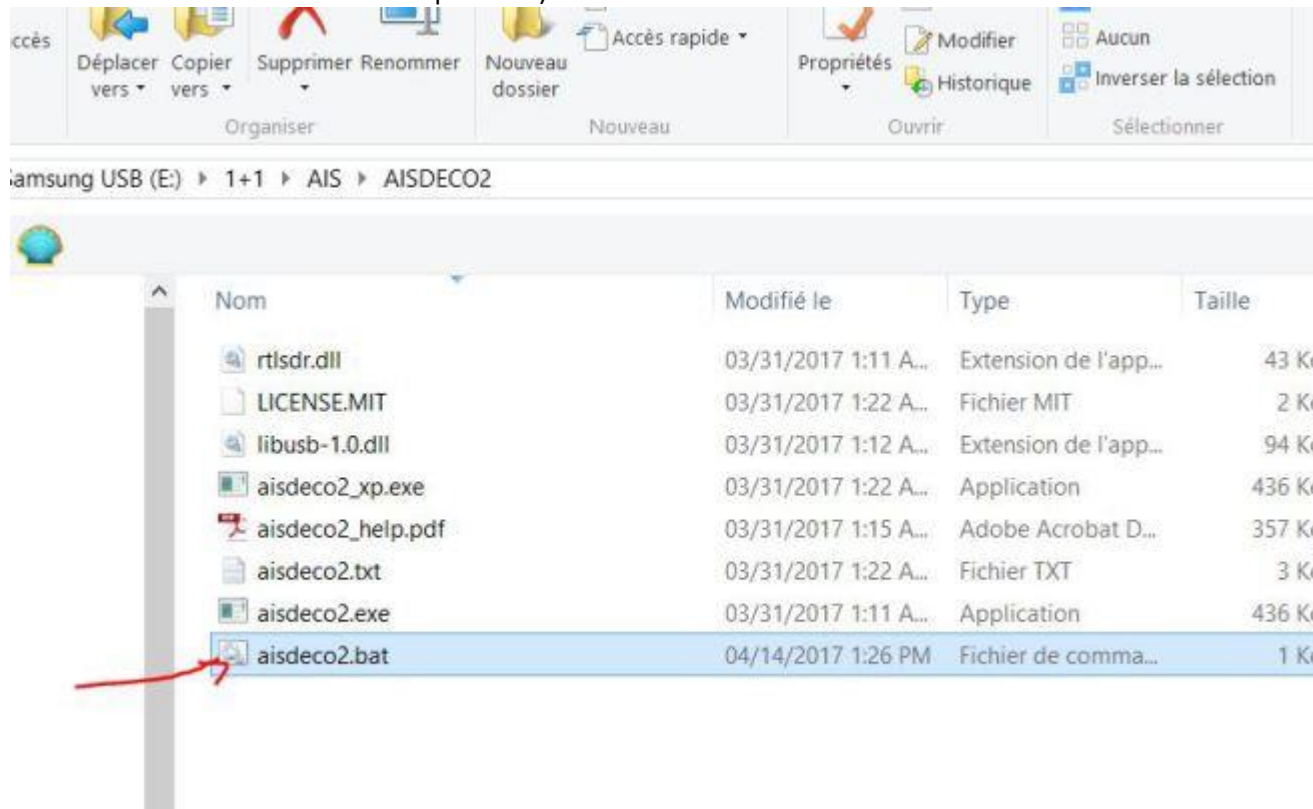 ccès
Déplacer vers
Copier vers
Supprimer
Renommer
Nouveau dossier
Accès rapide
Propriétés
Modifier
Historique
Aucun
Inverser la sélection
Organiser
Nouveau
Ouvrir
Sélectionner
Samsung USB (E:) 1+1 AIS AISDECO2
Nom Modifié le Type Taille
rtlsdr.dll 03/31/2017 1:11 A... Extension de l'app... 43 K
LICENSE.MIT 03/31/2017 1:22 A... Fichier MIT 2 K
libusb-1.0.dll 03/31/2017 1:12 A... Extension de l'app... 94 K
aisdeco2_xp.exe 03/31/2017 1:22 A... Application 436 K
aisdeco2_help.pdf 03/31/2017 1:15 A... Adobe Acrobat D... 357 K
aisdeco2.txt 03/31/2017 1:22 A... Fichier TXT 3 K
aisdeco2.exe 03/31/2017 1:11 A... Application 436 K
aisdeco2.bat 04/14/2017 1:26 PM Fichier de comma... 1 K